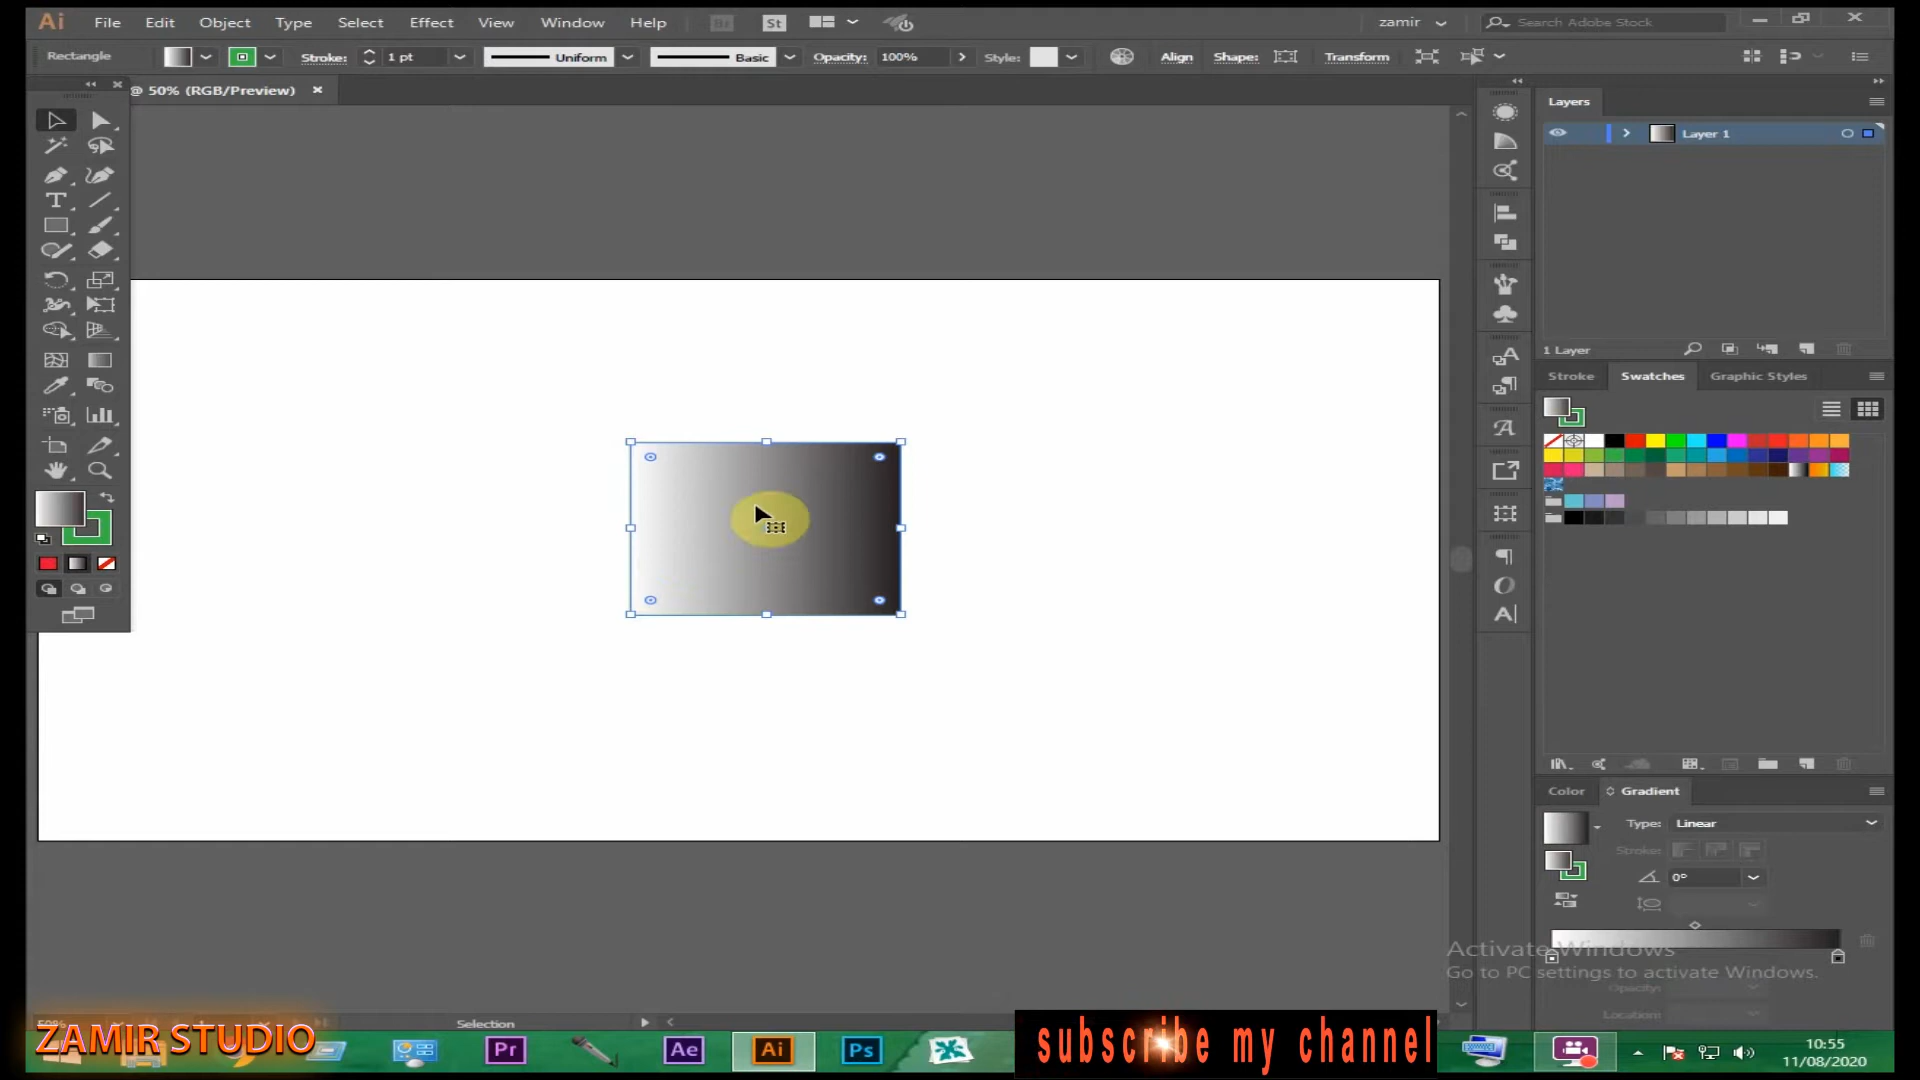 Ai File Edit Object Type Select Effect View Window Help Br St zamir Search Adobe Stock
Rectangle Stroke: 1 pt Uniform Basic Opacity: 100% Style: Align Shape: Transform
@ 50% (RGB/Preview)
Layers
Layer 1
1 Layer
Stroke Swatches Graphic Styles
Color Gradient
Type: Linear
Stroke:
0°
Activate Windows
Go to PC settings to activate Windows.
Opacity:
Location:
Selection
ZAMIR STUDIO
Pr Ae Ai Ps
subscribe my channel
10:55
11/08/2020